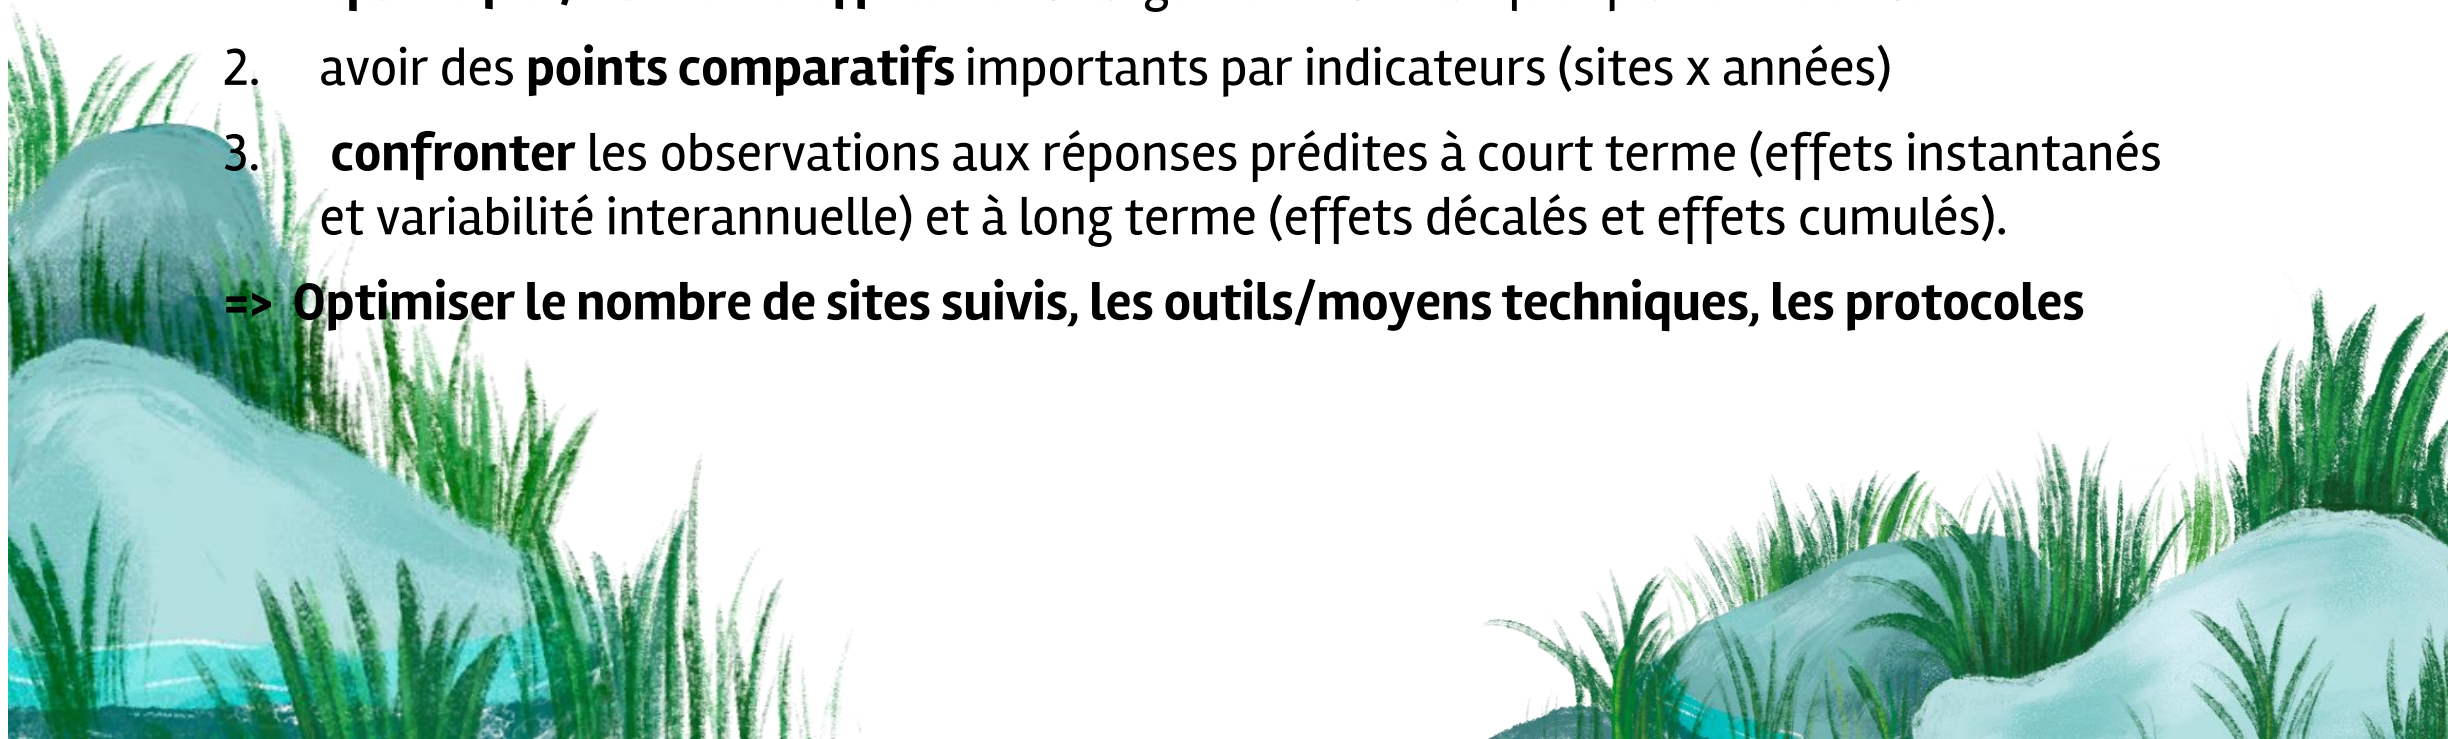 2. avoir des points comparatifs importants par indicateurs (sites x années)
3. confronter les observations aux réponses prédites à court terme (effets instantanés
et variabilité interannuelle) et à long terme (effets décalés et effets cumulés).
=> Optimiser le nombre de sites suivis, les outils/moyens techniques, les protocoles